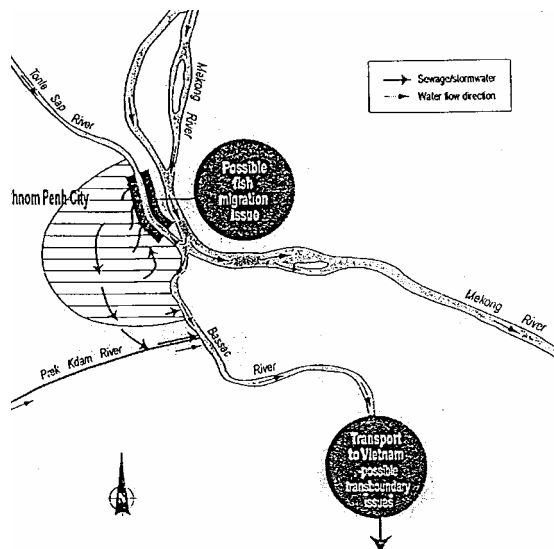 Tonle Sap River
Mekong River
Sewage/stormwater
Water flow direction
Possible
fish
migration
issue
hnom Penh City
Mekong River
Bassac River
Prek Kdam River
Transport
to Vietnam
-possible
transboundary
issues